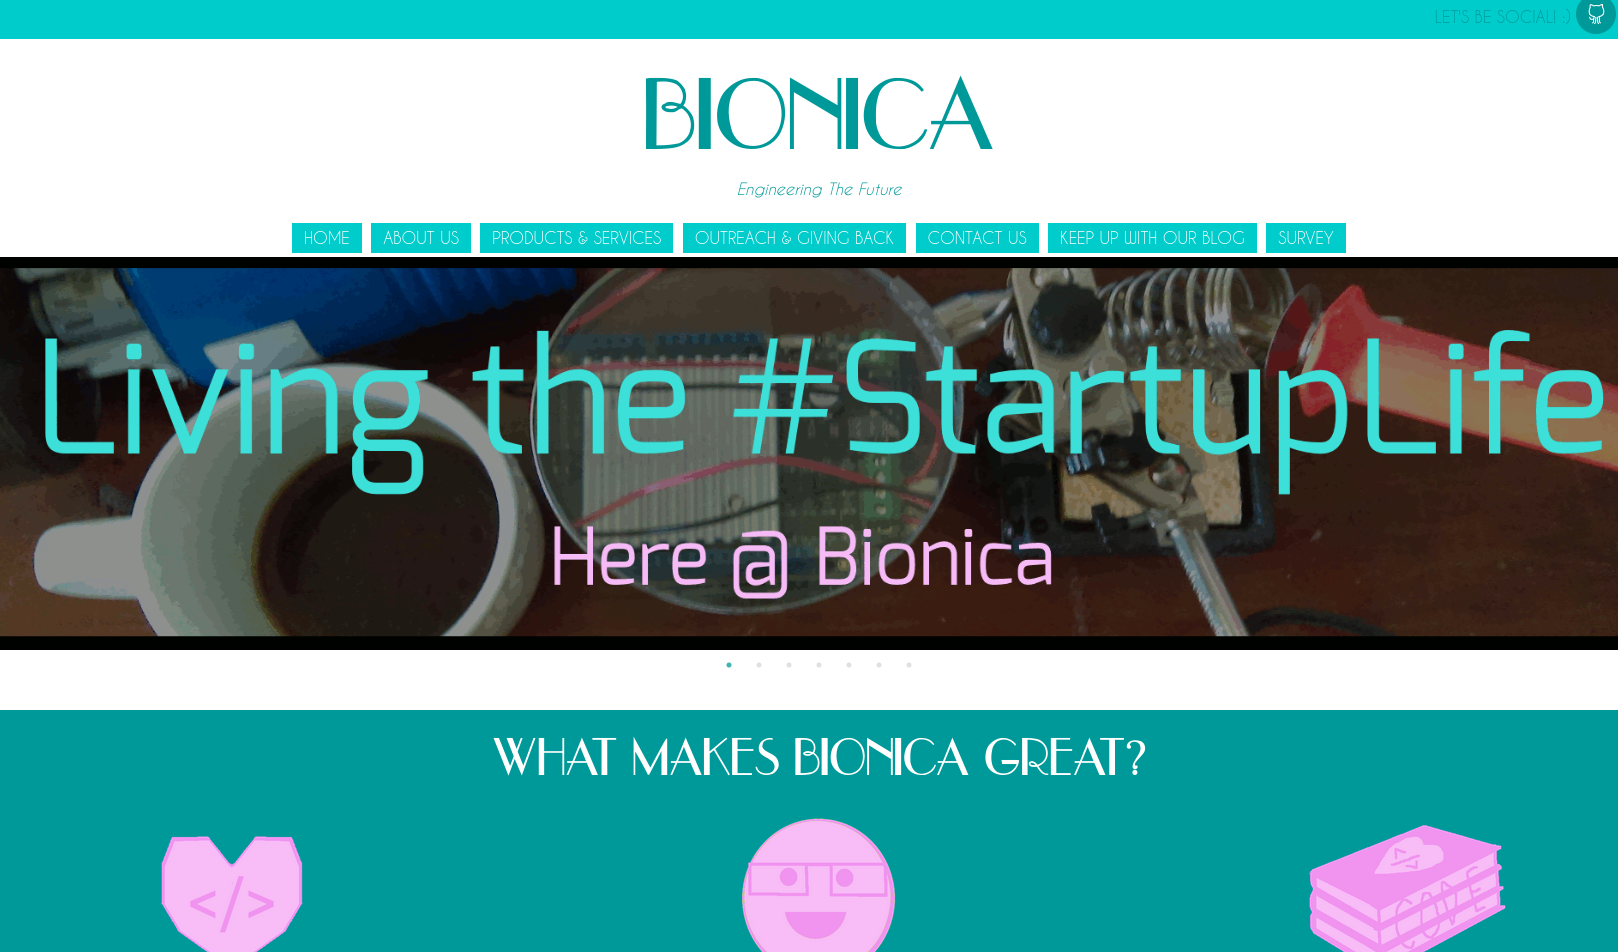 LET'S BE SOCIAL! :)
BIONICA
Engineering The Future
HOME ABOUT US PRODUCTS & SERVICES OUTREACH & GIVING BACK CONTACT US KEEP UP WITH OUR BLOG SURVEY
Living the #StartupLife
Here @ Bionica
WHAT MAKES BIONICA GREAT?
</>
</>
CODE